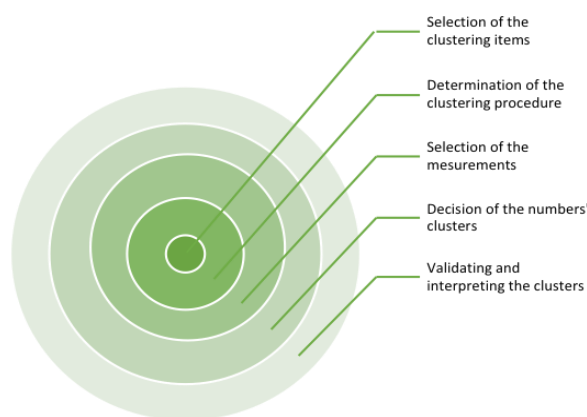 Selection of the
clustering items
Determination of the
clustering procedure
Selection of the
mesurements
Decision of the numbers'
clusters
Validating and
interpreting the clusters